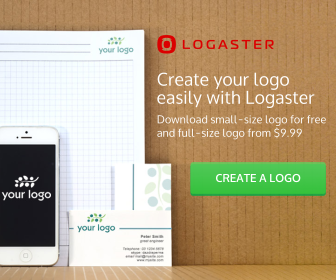 your logo
LOGASTER
Create your logo
easily with Logaster
Download small-size logo for free
and full-size logo from $9.99
CREATE A LOGO
your logo
your logo
Peter Smith